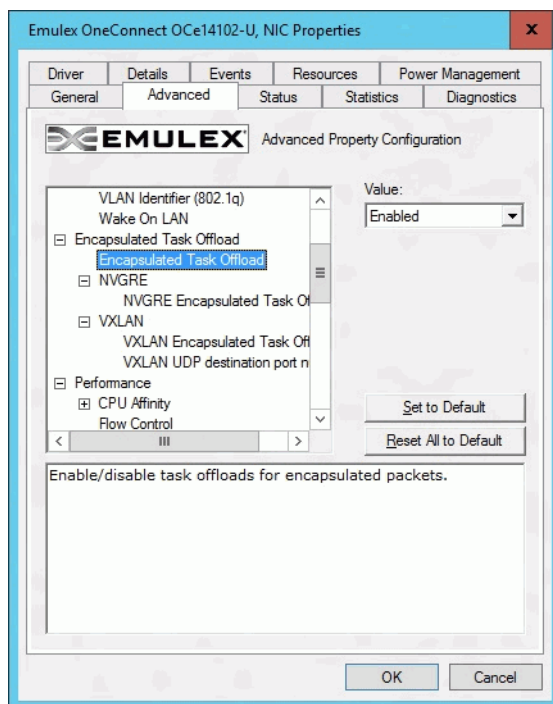 Emulex OneConnect OCe14102-U, NIC Properties
x
Driver Details Events Resources Power Management
General Advanced Status Statistics Diagnostics
EMULEX Advanced Property Configuration
VLAN Identifier (802.1q)
Wake On LAN
Encapsulated Task Offload
Encapsulated Task Offload
NVGRE
NVGRE Encapsulated Task Of
VXLAN
VXLAN Encapsulated Task Off
VXLAN UDP destination port n
Performance
CPU Affinity
Flow Control
Value:
Enabled
Set to Default
Reset All to Default
Enable/disable task offloads for encapsulated packets.
OK Cancel